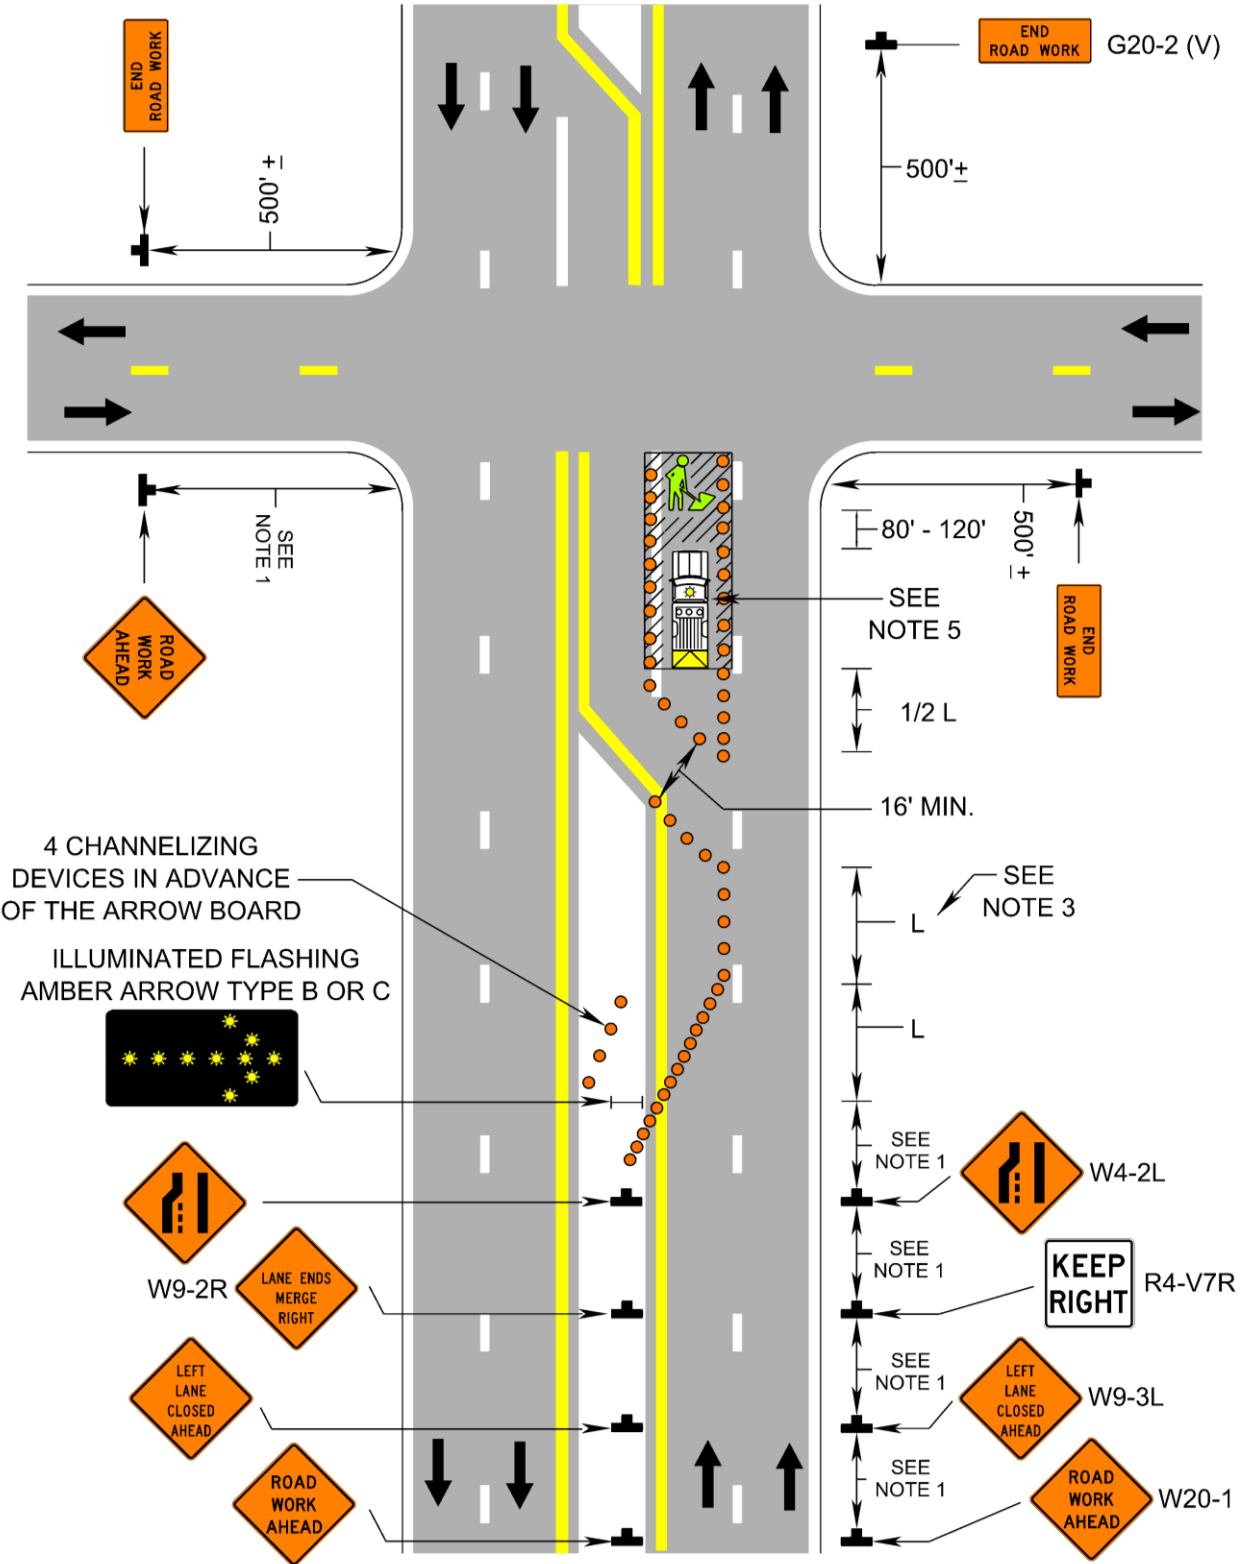 END
ROAD WORK
END
ROAD WORK
G20-2 (V)
500' ±
500'±
80' - 120'
500' ±
SEE
NOTE 1
SEE
NOTE 5
END
ROAD WORK
ROAD
WORK
AHEAD
1/2 L
16' MIN.
4 CHANNELIZING
DEVICES IN ADVANCE
OF THE ARROW BOARD
SEE
NOTE 3
L
ILLUMINATED FLASHING
AMBER ARROW TYPE B OR C
L
SEE
NOTE 1
W4-2L
SEE
NOTE 1
W9-2R
LANE ENDS
MERGE
RIGHT
KEEP
RIGHT
R4-V7R
SEE
NOTE 1
LEFT
LANE
CLOSED
AHEAD
LEFT
LANE
CLOSED
AHEAD
W9-3L
SEE
NOTE 1
ROAD
WORK
AHEAD
ROAD
WORK
AHEAD
W20-1